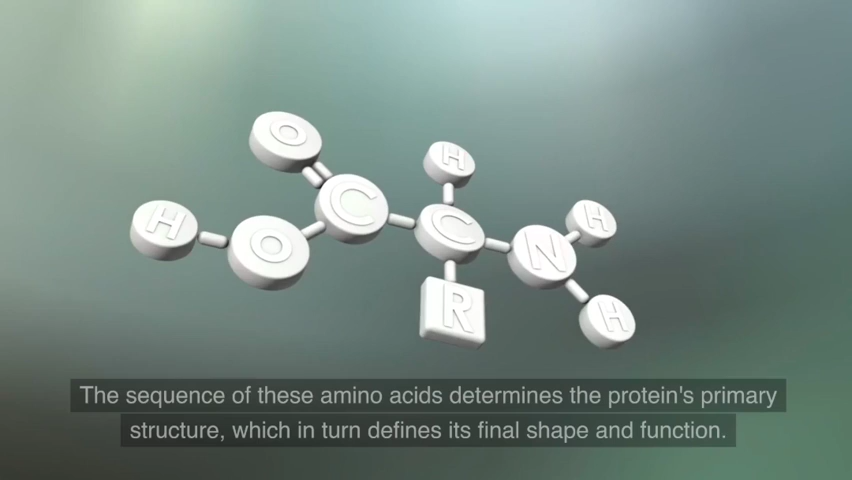 O
H
C
H
O
C
H
N
R
H
The sequence of these amino acids determines the protein's primary
structure, which in turn defines its final shape and function.